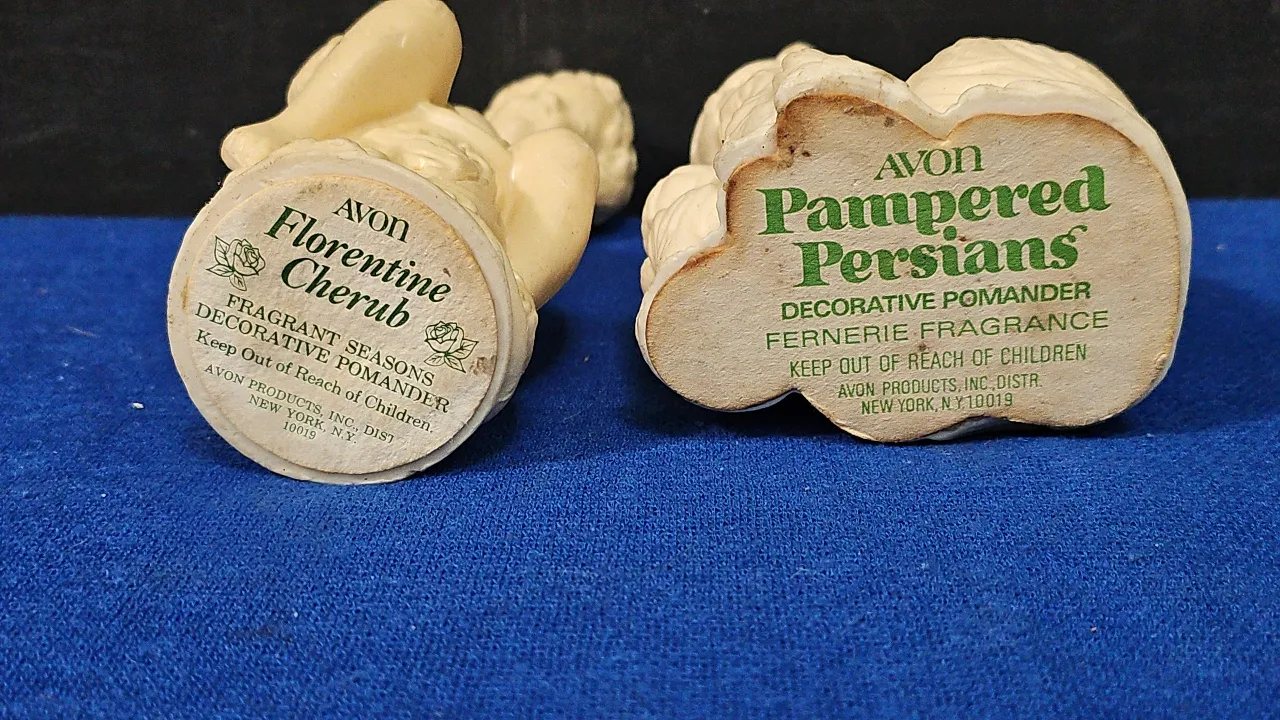 AVON
Florentine
Cherub
FRAGRANT SEASONS
DECORATIVE POMANDER
Keep Out of Reach of Children.
AVON PRODUCTS, INC., DIST
NEW YORK, N.Y.
10019
AVON
Pampered
Persians
DECORATIVE POMANDER
FERNERIE FRAGRANCE
KEEP OUT OF REACH OF CHILDREN
AVON PRODUCTS, INC., DISTR.
NEW YORK, N.Y. 10019